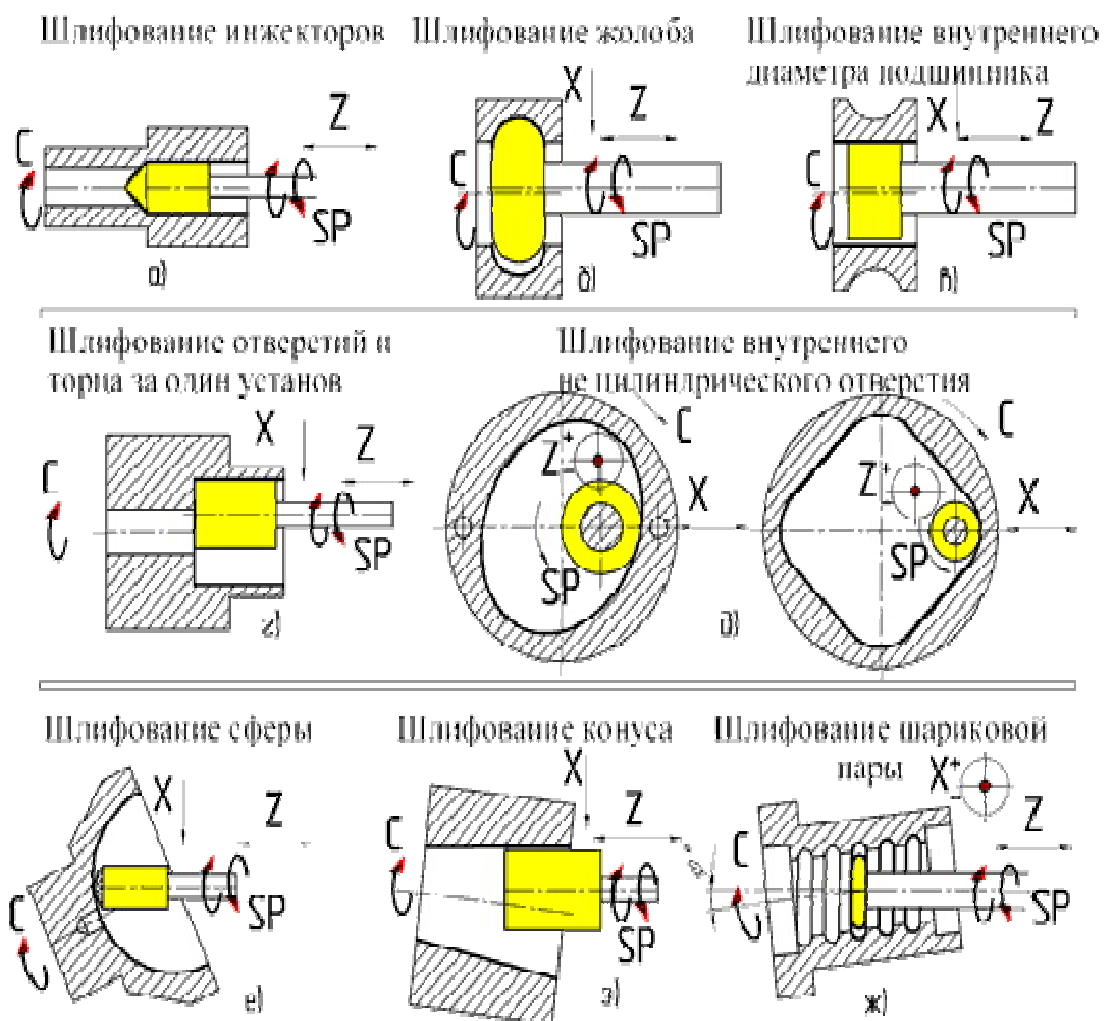 Шлифование инжекторов
Шлифование жолоба
Шлифование внутреннего
диаметра подшипника
C
Z
SP
а)
X
Z
C
SP
б)
X
Z
C
SP
в)
Шлифование отверстий и
торца за один установ
Шлифование внутреннего
не цилиндрического отверстия
C
X
Z
SP
г)
C
Z+-
X
SP
д)
C
Z+-
X
SP
Шлифование сферы
Шлифование конуса
Шлифование шариковой
пары
X
Z
C
SP
е)
X
Z
C
SP
з)
X+-
Z
C
SP
ж)